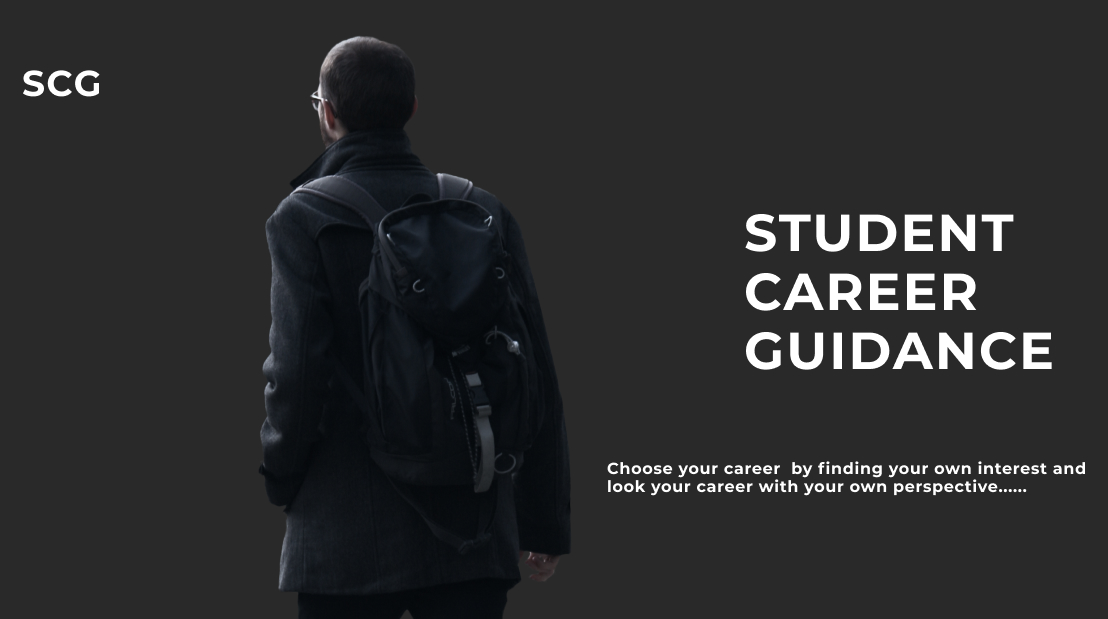 SCG
STUDENT
CAREER
GUIDANCE
Choose your career  by finding your own interest and
look your career with your own perspective......